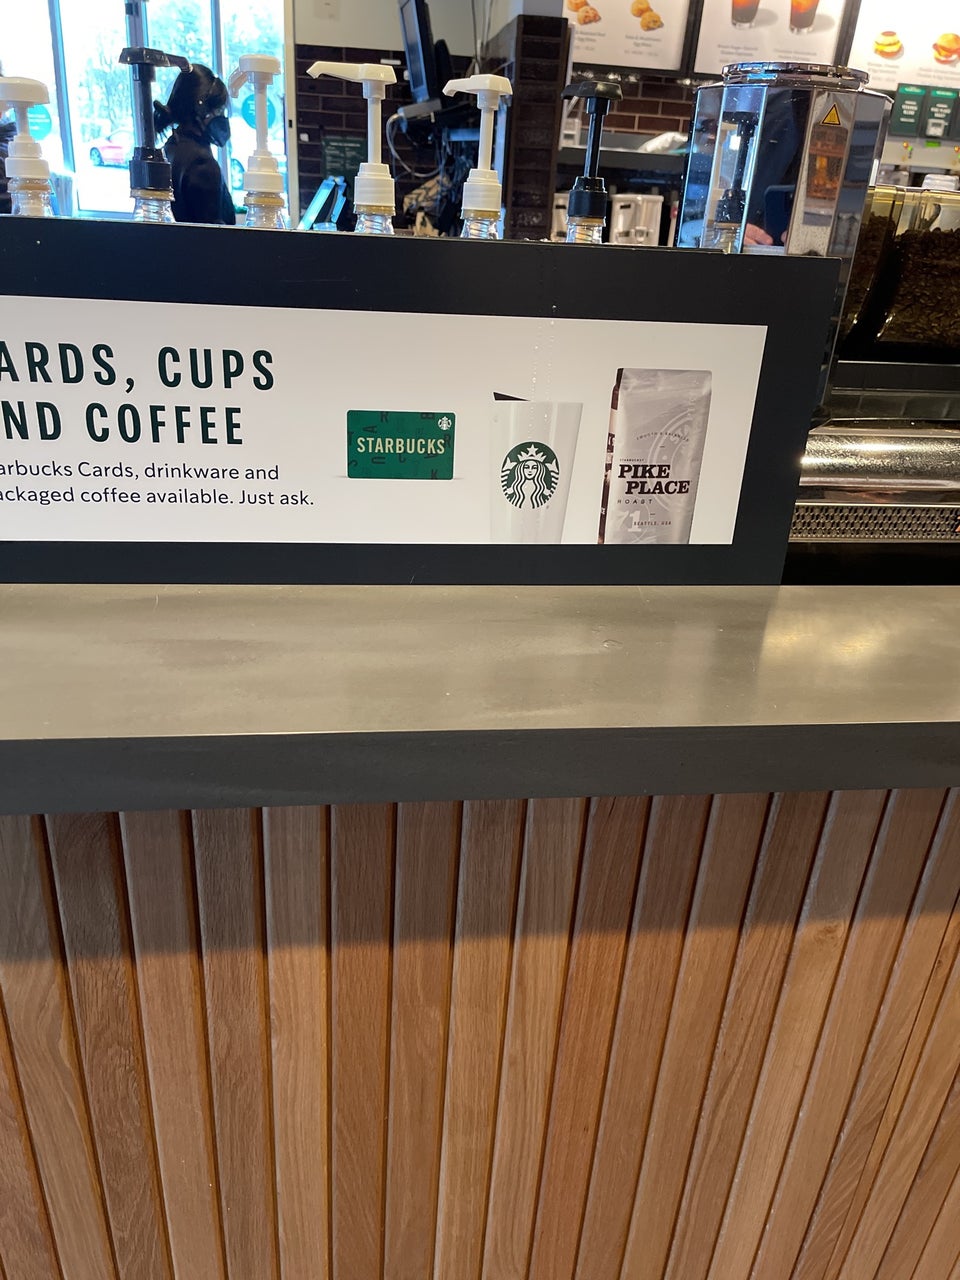 ARDS, CUPS
ND COFFEE
arbucks Cards, drinkware and
ackaged coffee available. Just ask.
STARBUCKS
PIKE
PLACE
ROAST
SEATTLE, USA